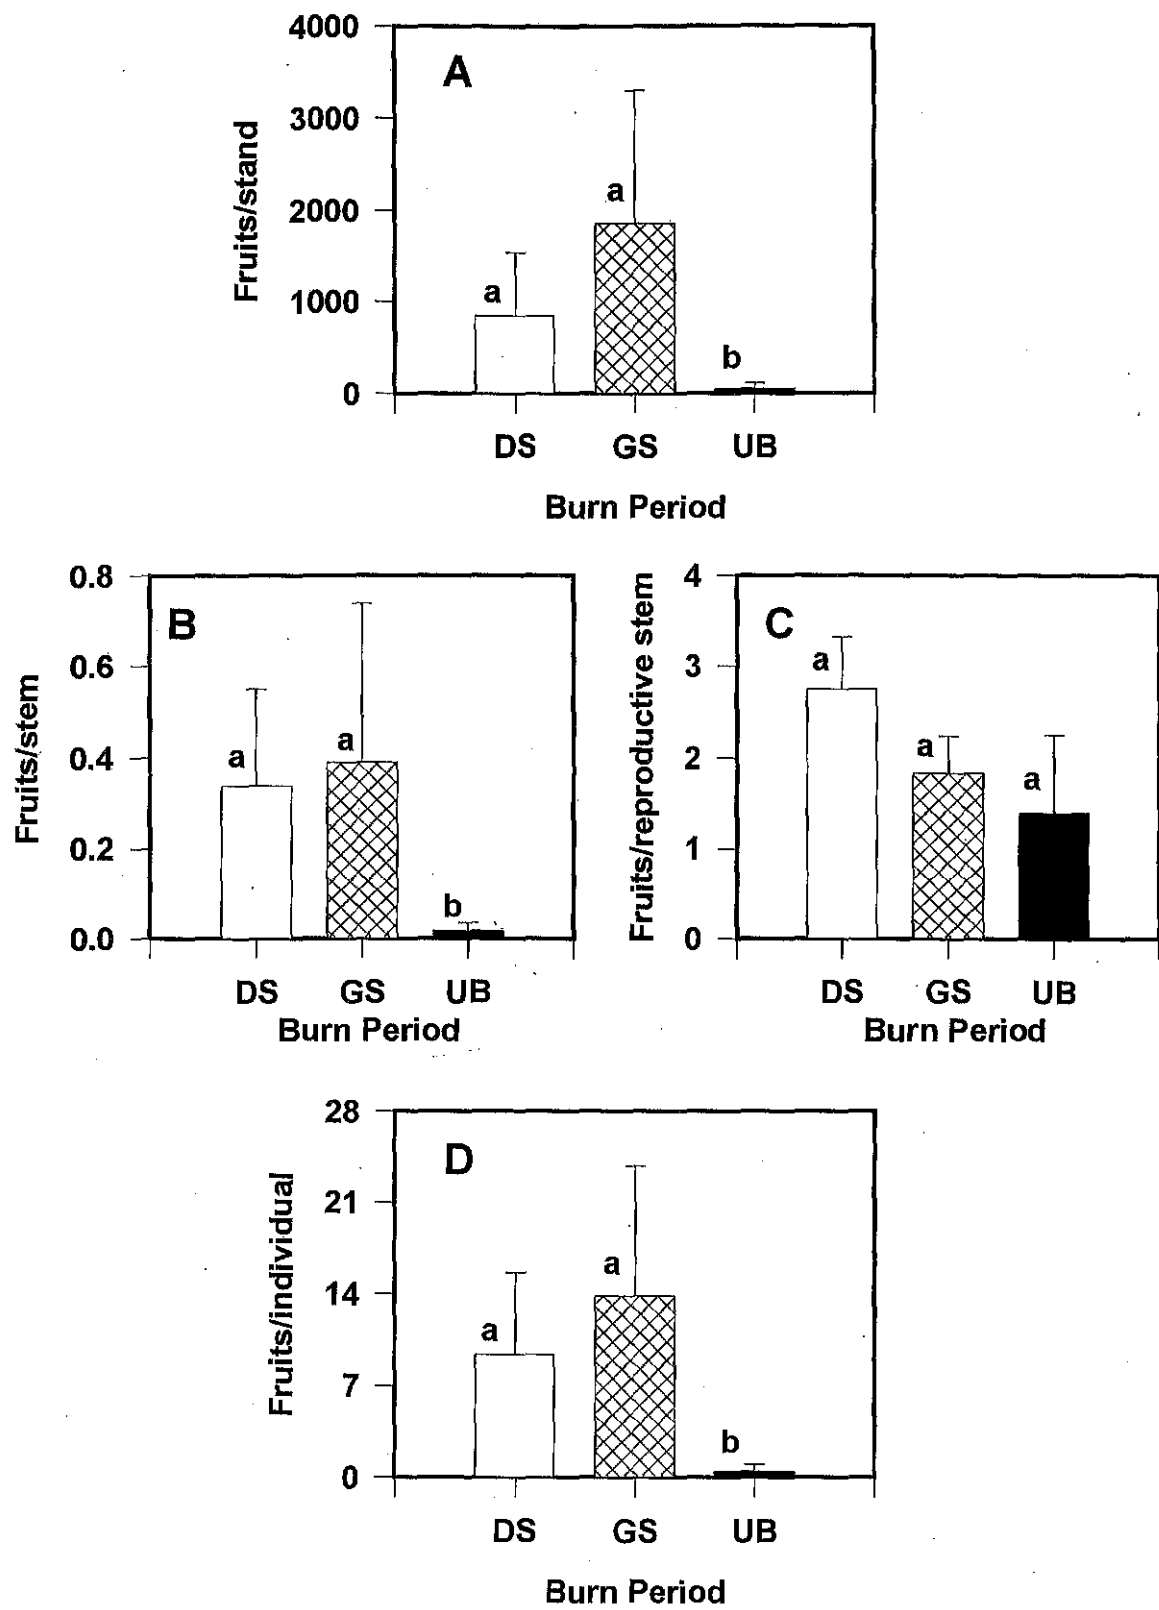 A
Fruits/stand
4000
3000
2000
1000
0
a
a
b
DS GS UB
Burn Period
B
Fruits/stem
0.8
0.6
0.4
0.2
0.0
a
a
b
DS GS UB
Burn Period
C
Fruits/reproductive stem
4
3
2
1
0
a
a
a
DS GS UB
Burn Period
D
Fruits/individual
28
21
14
7
0
a
a
b
DS GS UB
Burn Period